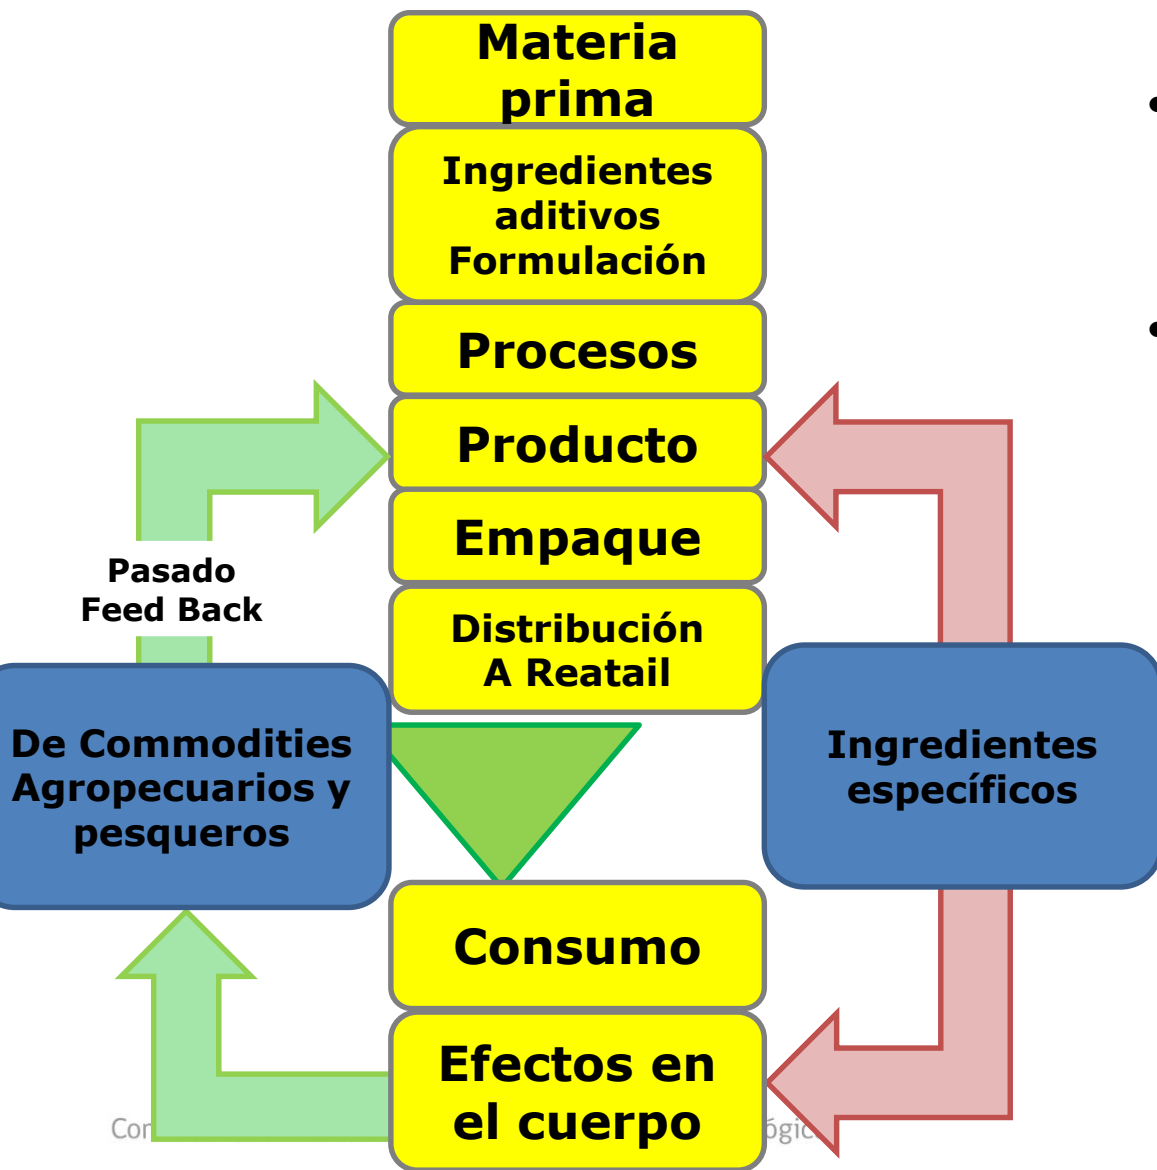 Materia
prima
Ingredientes
aditivos
Formulación
Procesos
Producto
Empaque
Pasado
Feed Back
Distribución
A Reatail
De Commodities
Agropecuarios y
pesqueros
Ingredientes
específicos
Consumo
Efectos en
el cuerpo